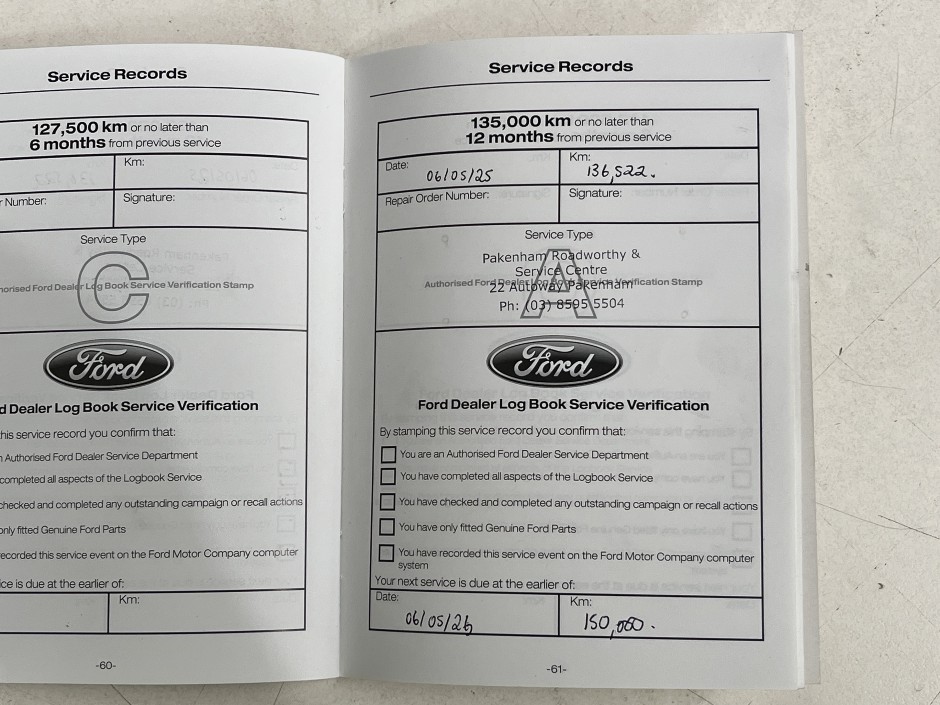 Service Records
127,500 km or no later than
6 months from previous service
Km:
Number:
Signature:
Service Type
C
Ford Dealer Log Book Service Verification Stamp
Ford
Dealer Log Book Service Verification
this service record you confirm that:
Authorised Ford Dealer Service Department
completed all aspects of the Logbook Service
checked and completed any outstanding campaign or recall actions
only fitted Genuine Ford Parts
recorded this service event on the Ford Motor Company computer
is due at the earlier of:
Km:
-60-
Service Records
135,000 km or no later than
12 months from previous service
Date: 06/05/25
Km: 136,522.
Repair Order Number:
Signature:
Service Type
A
Pakenham Roadworthy &
Service Centre
Authorised Ford Dealer Log Book Service Verification Stamp
22 Autoway Pakenham
Ph: (03) 8595 5504
Ford
Ford Dealer Log Book Service Verification
By stamping this service record you confirm that:
You are an Authorised Ford Dealer Service Department
You have completed all aspects of the Logbook Service
You have checked and completed any outstanding campaign or recall actions
You have only fitted Genuine Ford Parts
You have recorded this service event on the Ford Motor Company computer
system
Your next service is due at the earlier of:
Date: 06/05/26
Km: 150,000.
-61-